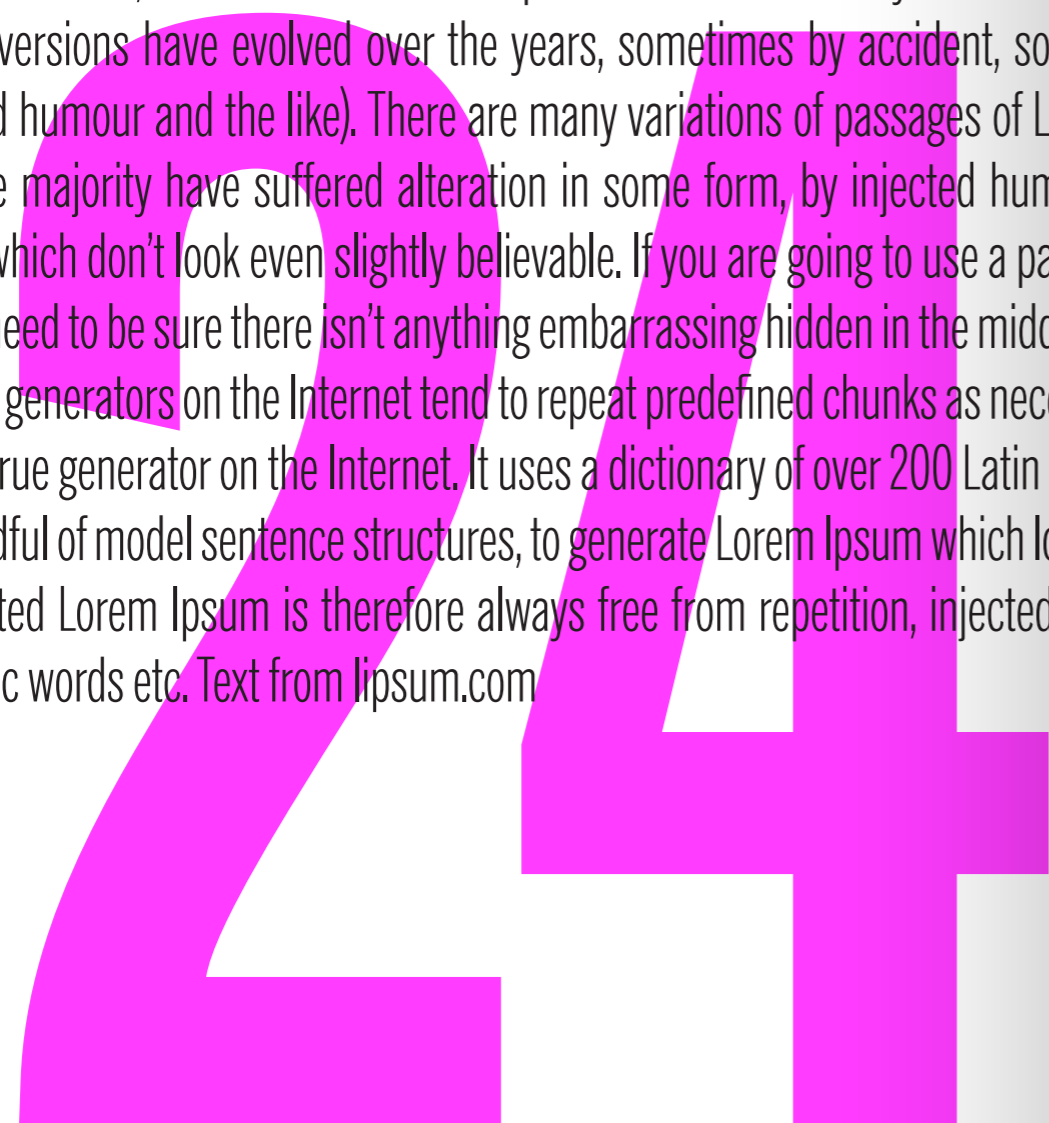 versions have evolved over the years, sometimes by accident, so
humour and the like). There are many variations of passages of L
majority have suffered alteration in some form, by injected hum
which don’t look even slightly believable. If you are going to use a pa
need to be sure there isn’t anything embarrassing hidden in the midd
generators on the Internet tend to repeat predefined chunks as nec
rue generator on the Internet. It uses a dictionary of over 200 Latin
dful of model sentence structures, to generate Lorem Ipsum which lo
ted Lorem Ipsum is therefore always free from repetition, injected
c words etc. Text from lipsum.com
24